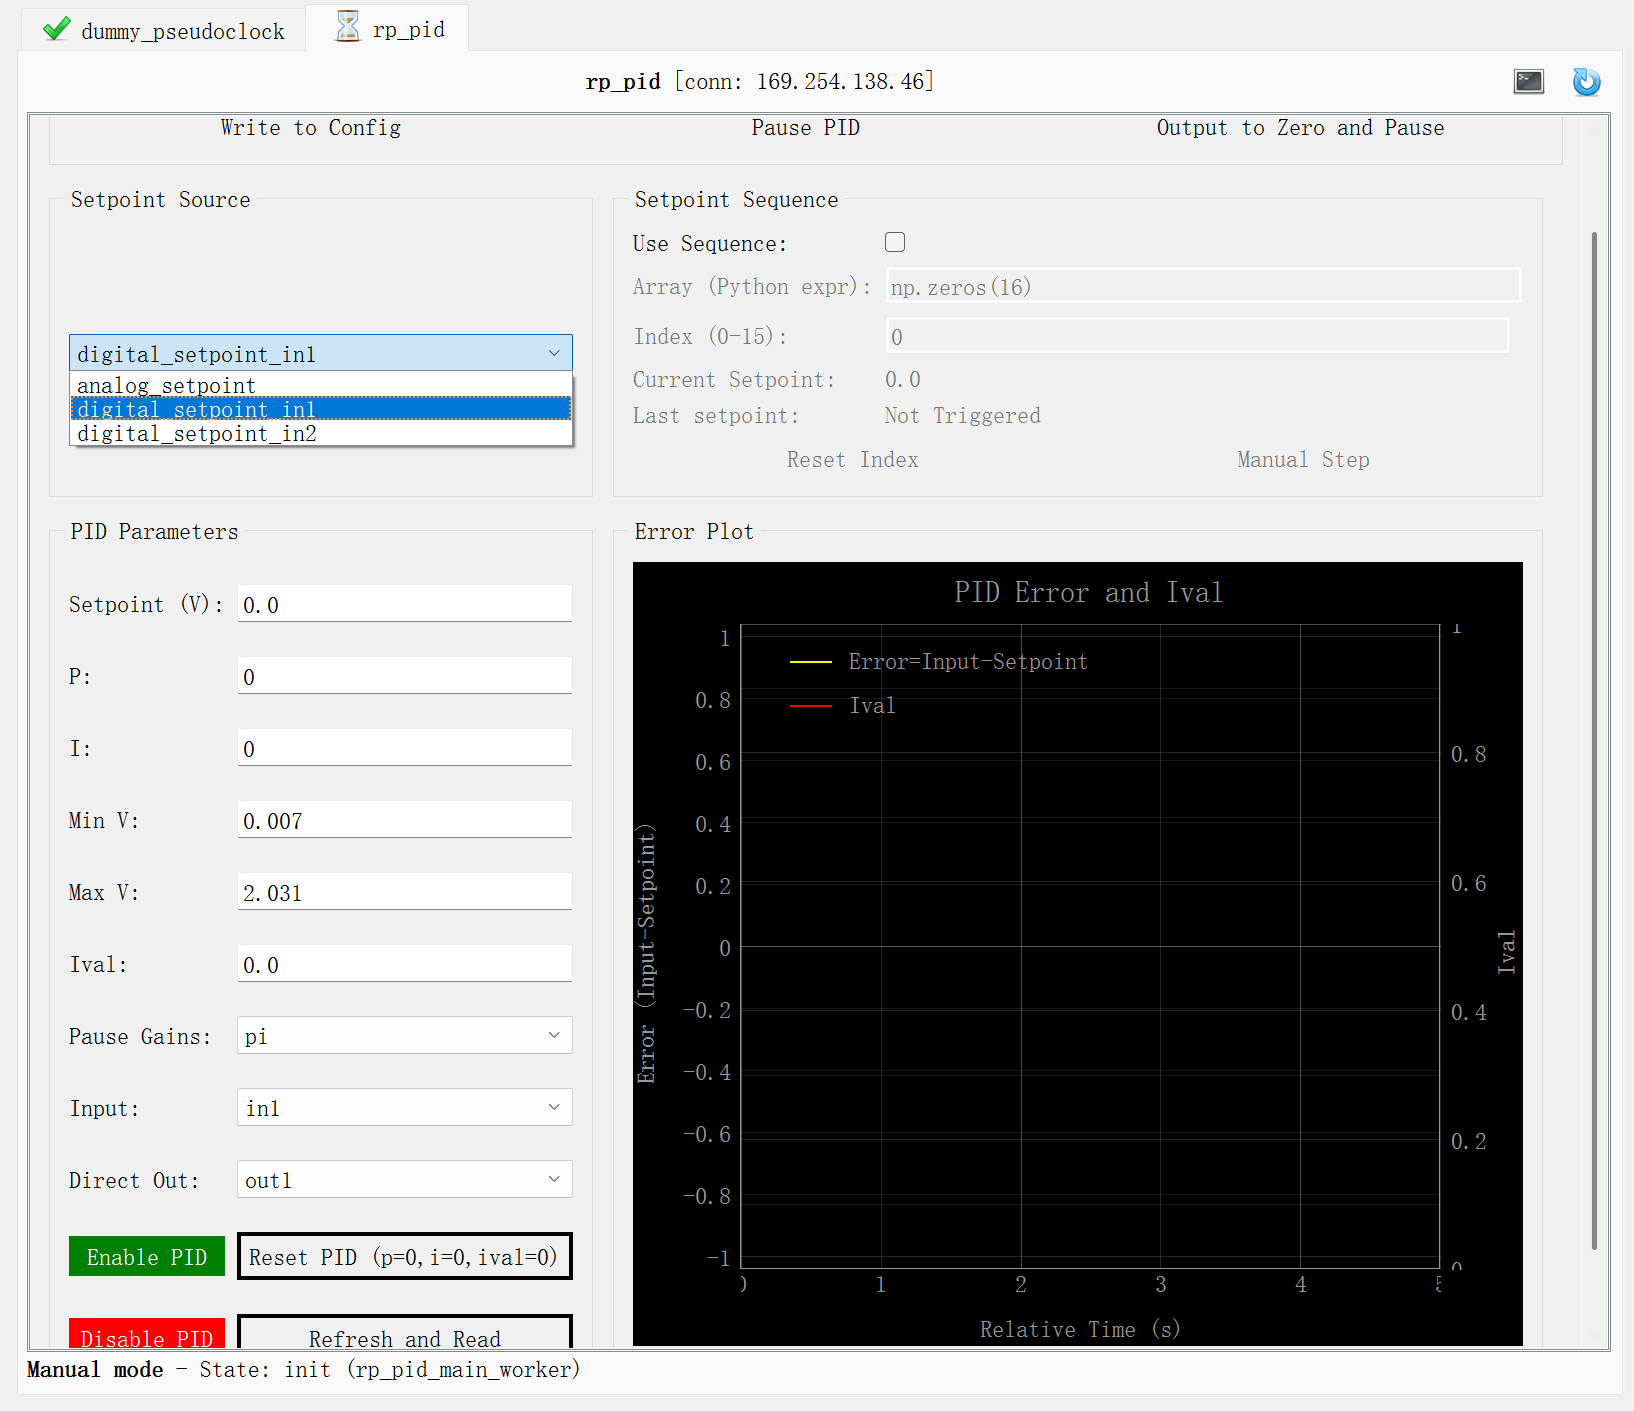 dummy_pseudoclock
rp_pid
rp_pid [conn: 169.254.138.46]
Write to Config
Pause PID
Output to Zero and Pause
Setpoint Source
digital_setpoint_in1
analog_setpoint
digital_setpoint_in1
digital_setpoint_in2
Setpoint Sequence
Use Sequence:
Array (Python expr): np.zeros(16)
Index (0-15): 0
Current Setpoint: 0.0
Last setpoint: Not Triggered
Reset Index
Manual Step
PID Parameters
Setpoint (V): 0.0
P: 0
I: 0
Min V: 0.007
Max V: 2.031
Ival: 0.0
Pause Gains: pi
Input: in1
Direct Out: out1
Enable PID
Reset PID (p=0,i=0,ival=0)
Disable PID
Refresh and Read
Error Plot
PID Error and Ival
Error=Input-Setpoint
Ival
Error (Input-Setpoint)
1
0.8
0.6
0.4
0.2
0
-0.2
-0.4
-0.6
-0.8
-1
1
0.8
0.6
0.4
0.2
0
Ival
0
1
2
3
4
5
Relative Time (s)
Manual mode - State: init (rp_pid_main_worker)